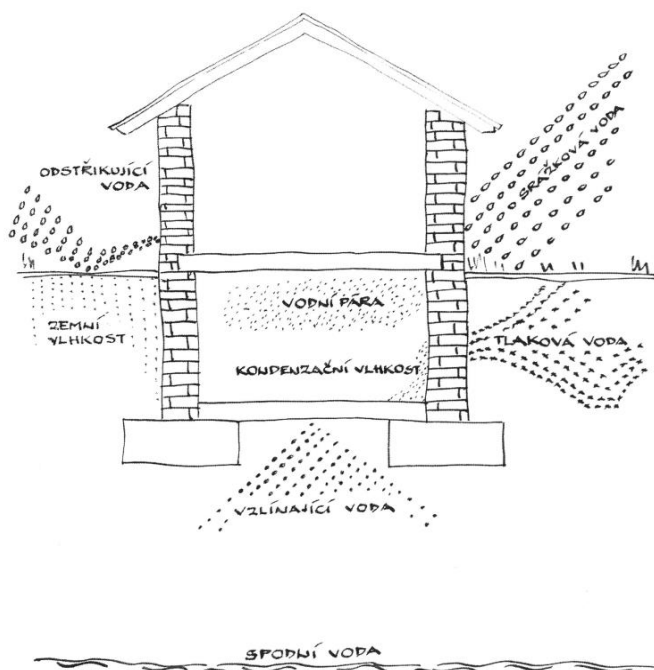 ODSTŘIKUJÍCÍ
VODA
SRÁŽKOVÁ VODA
ZEMNÍ
VLHKOST
VODNÍ PÁRA
TLAKOVÁ VODA
KONDENZAČNÍ VLHKOST
VZLÍNAJÍCÍ VODA
SPODNÍ VODA